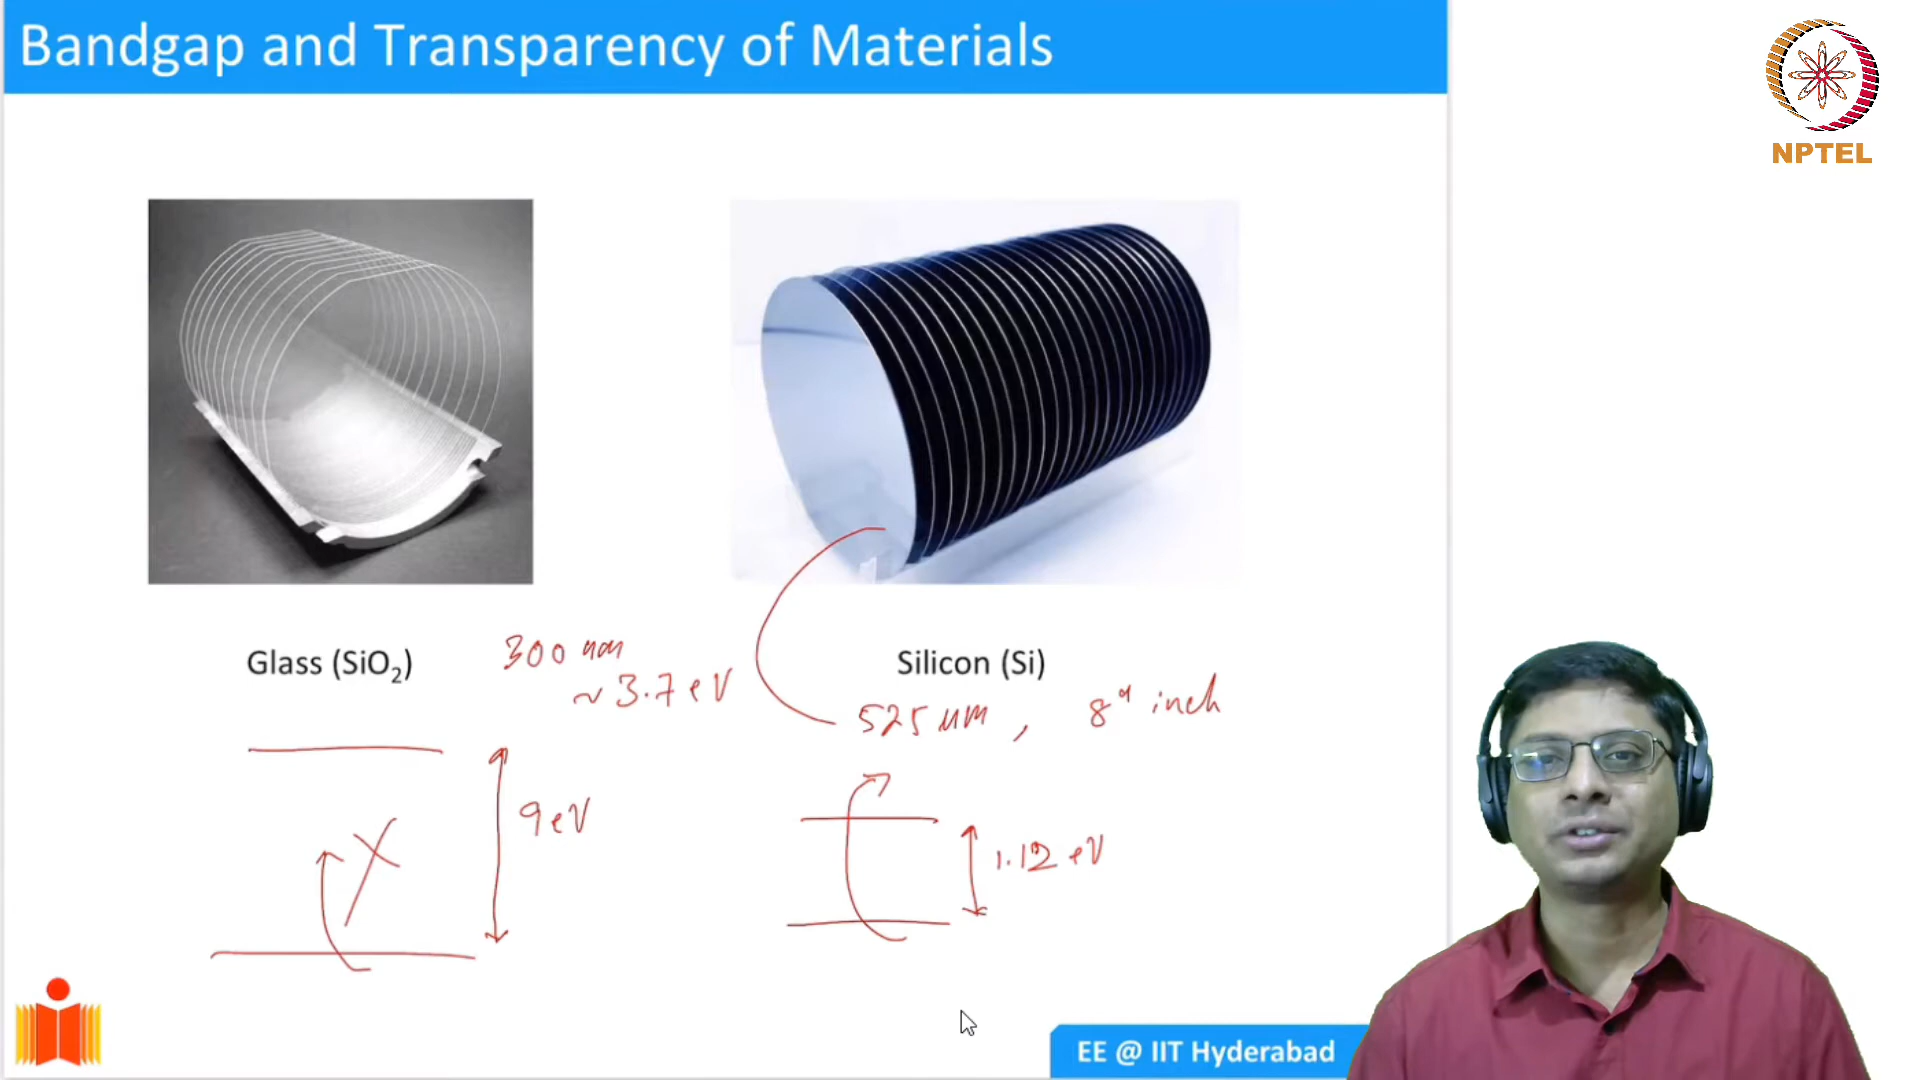 Bandgap and Transparency of Materials
NPTEL
Glass (SiO₂)
300 nm
~ 3.7 eV
Silicon (Si)
525 um , 8" inch
9 eV
1.12 eV
EE @ IIT Hyderabad